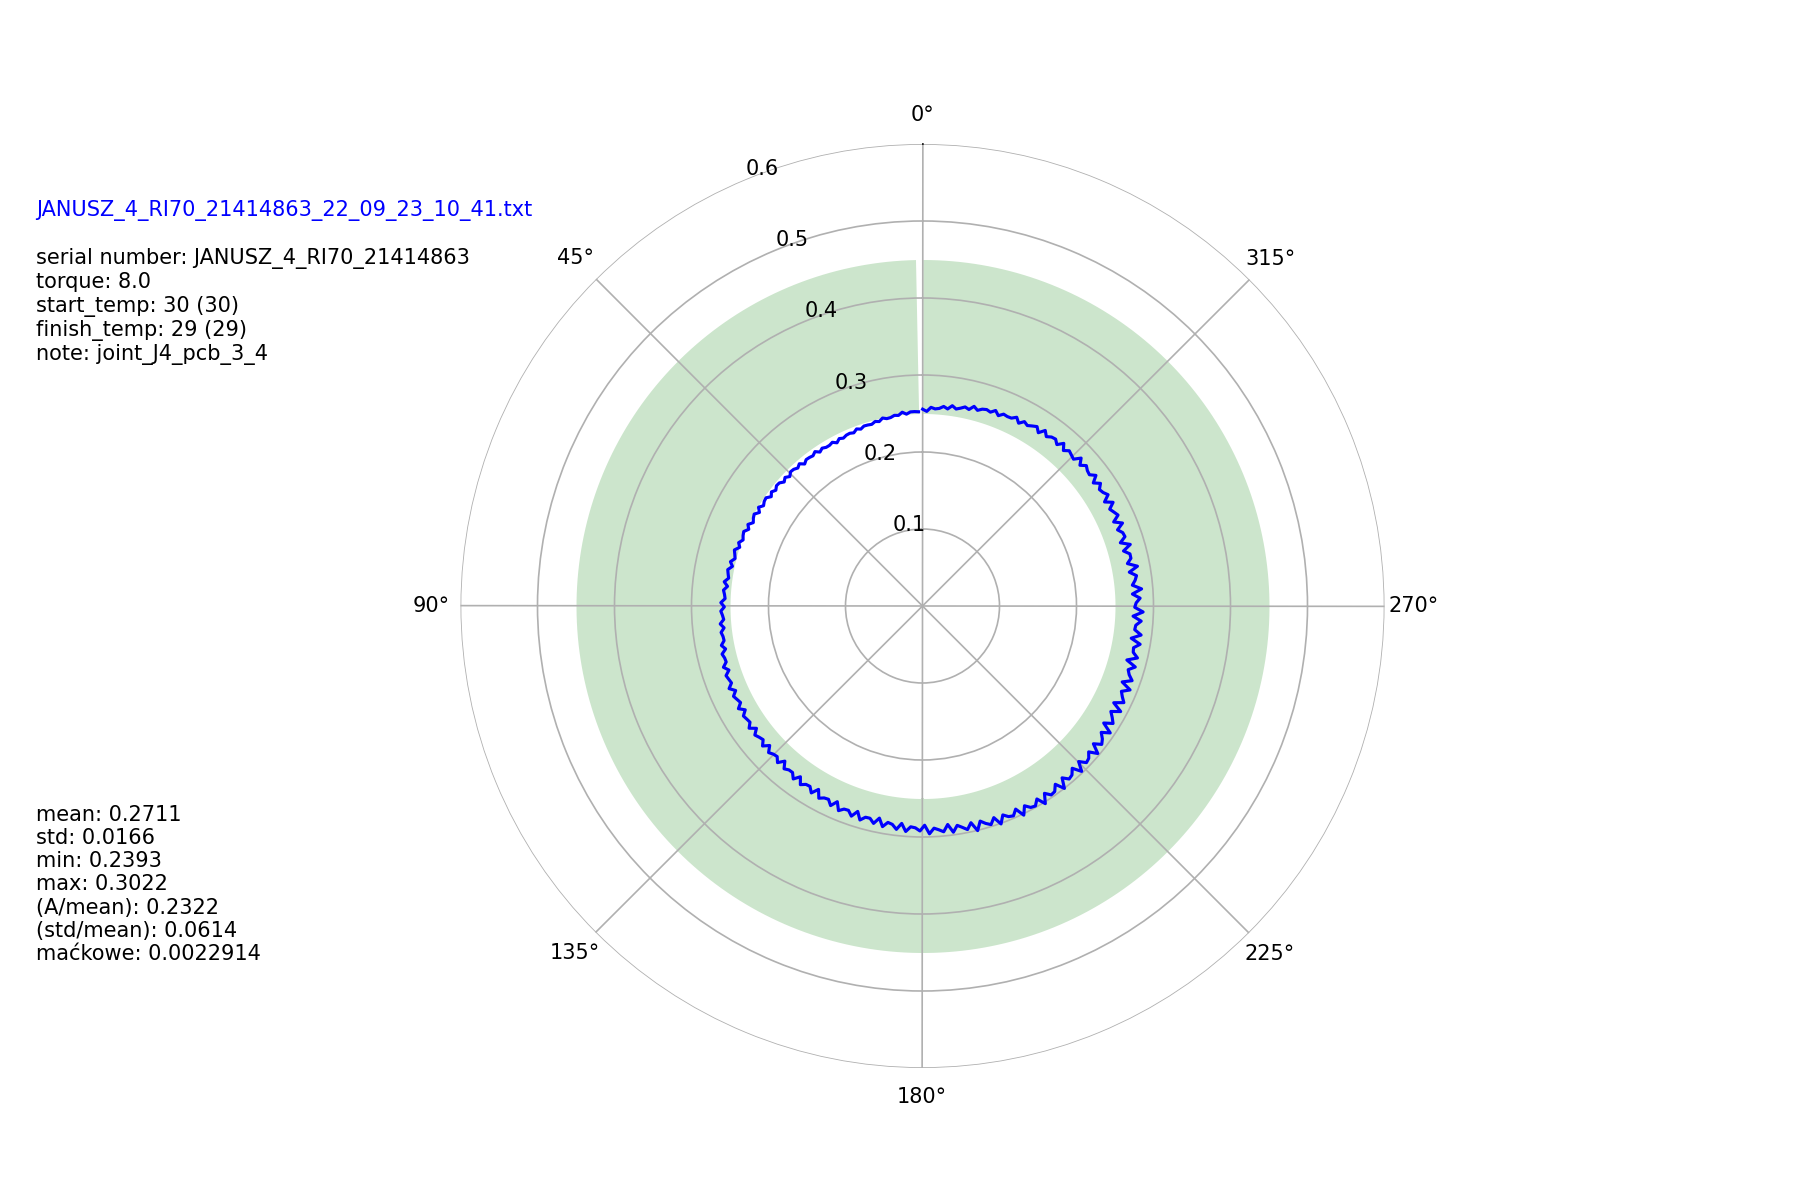 0°
0.6
JANUSZ_4_RI70_21414863_22_09_23_10_41.txt
0.5
serial number: JANUSZ_4_RI70_21414863
45°
315°
torque: 8.0
start_temp: 30 (30)
0.4
finish_temp: 29 (29)
note: joint_J4_pcb_3_4
0.3
0.2
0.1
90°
270°
mean: 0.2711
std: 0.0166
min: 0.2393
max: 0.3022
(A/mean): 0.2322
(std/mean): 0.0614
maćkowe: 0.0022914
135°
225°
180°